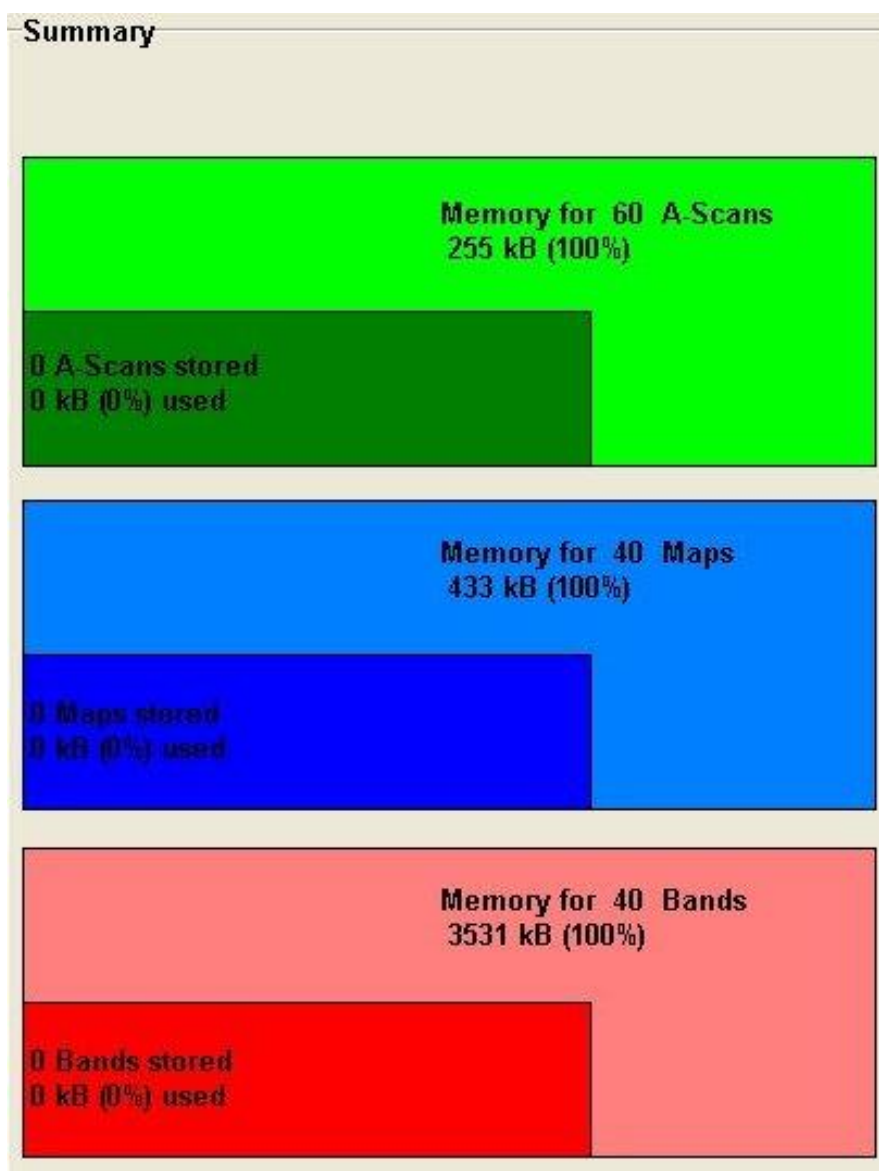 Summary
Memory for 60 A-Scans
255 kB (100%)
0 A-Scans stored
0 kB (0%) used
Memory for 40 Maps
433 kB (100%)
0 Maps stored
0 kB (0%) used
Memory for 40 Bands
3531 kB (100%)
0 Bands stored
0 kB (0%) used